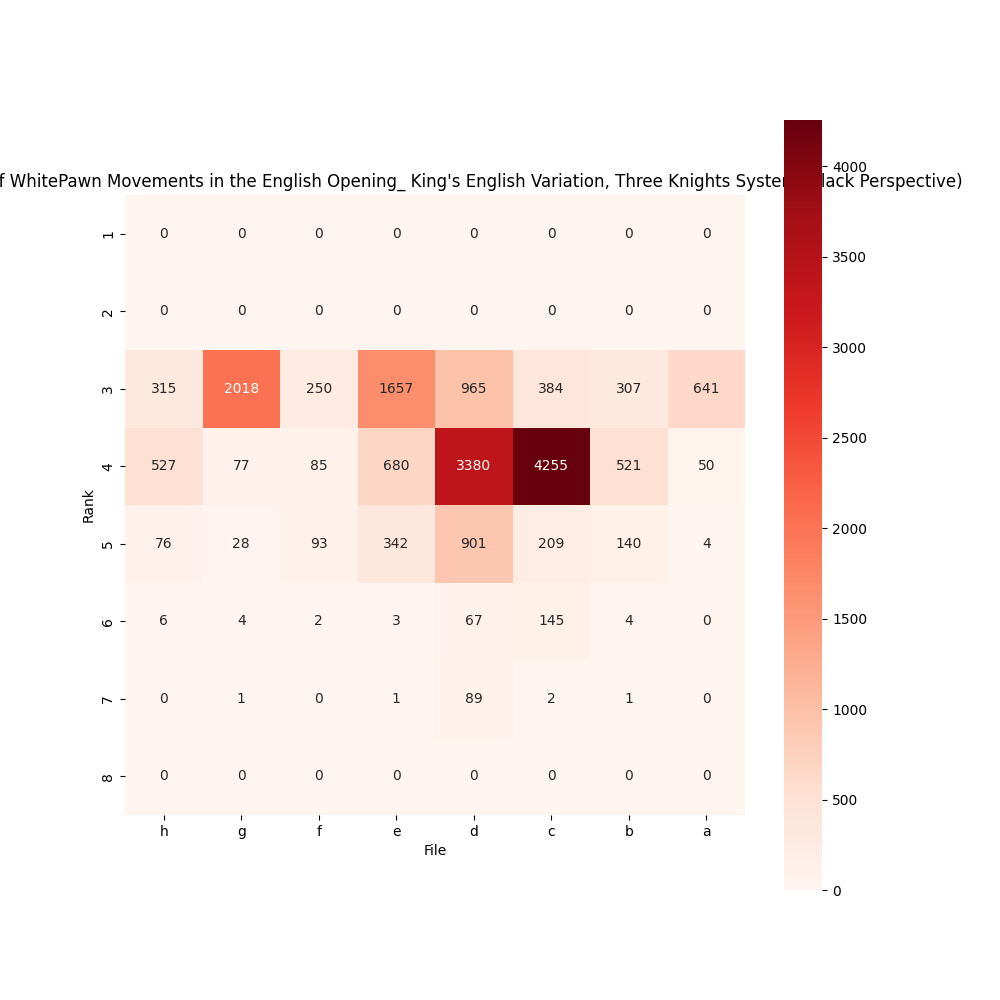 f WhitePawn Movements in the English Opening_ King's English Variation, Three Knights System lack Perspective)
4000
3500
3000
2500
2000
1500
1000
500
0
Rank
1 0 0 0 0 0 0 0 0
2 0 0 0 0 0 0 0 0
3 315 2018 250 1657 965 384 307 641
4 527 77 85 680 3380 4255 521 50
5 76 28 93 342 901 209 140 4
6 6 4 2 3 67 145 4 0
7 0 1 0 1 89 2 1 0
8 0 0 0 0 0 0 0 0
h g f e d c b a
File